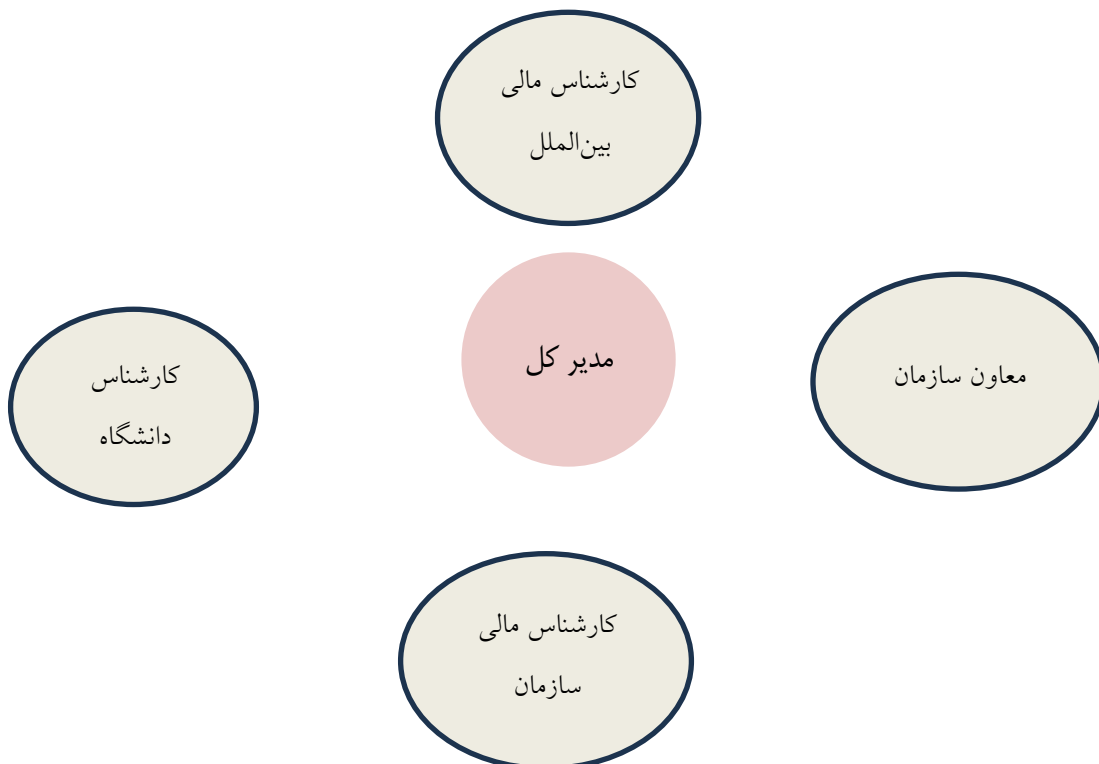 کارشناس مالی
بین‌الملل
مدیر کل
معاون سازمان
کارشناس
دانشگاه
کارشناس مالی
سازمان